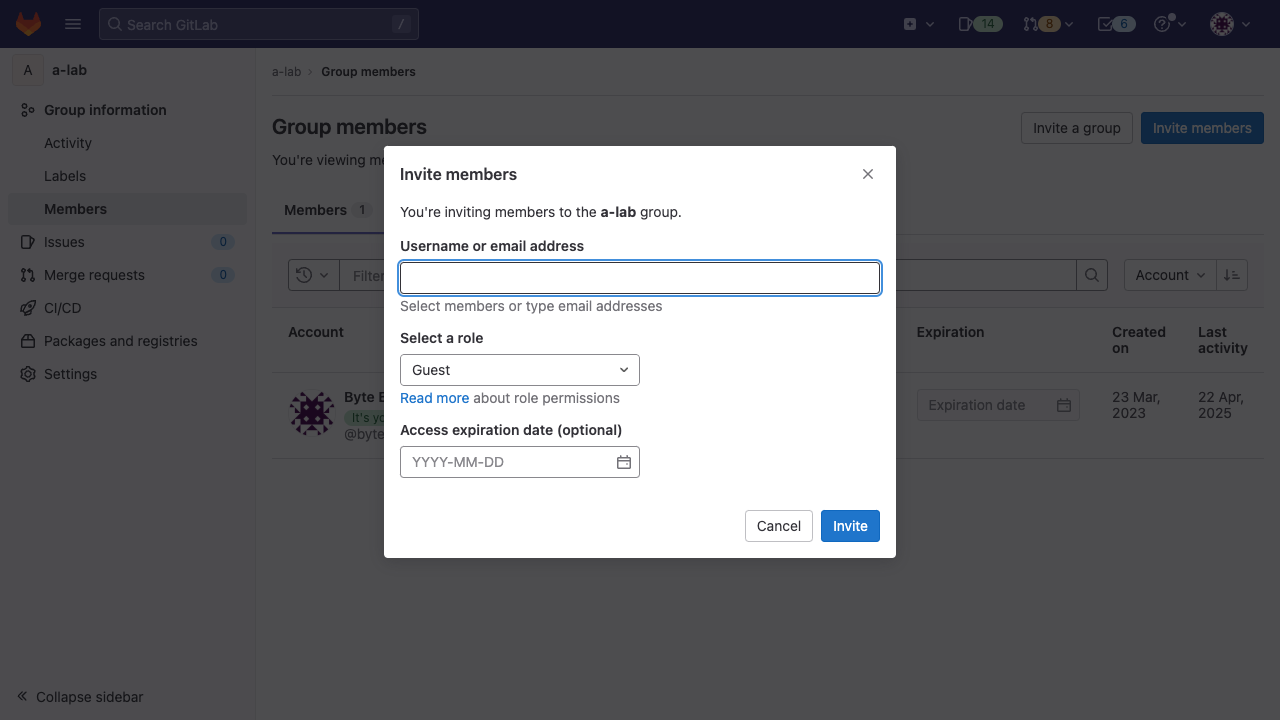 Search GitLab
/
14
8
6
A
a-lab
Group information
Activity
Labels
Members
Issues
0
Merge requests
0
CI/CD
Packages and registries
Settings
Collapse sidebar
a-lab
Group members
Group members
Invite a group
Invite members
You're viewing
Members 1
Filter
Account
Account
Expiration
Created on
Last activity
Byte
It's
@byte
Expiration date
23 Mar, 2023
22 Apr, 2025
Invite members
You're inviting members to the a-lab group.
Username or email address
Select members or type email addresses
Select a role
Guest
Read more about role permissions
Access expiration date (optional)
YYYY-MM-DD
Cancel
Invite